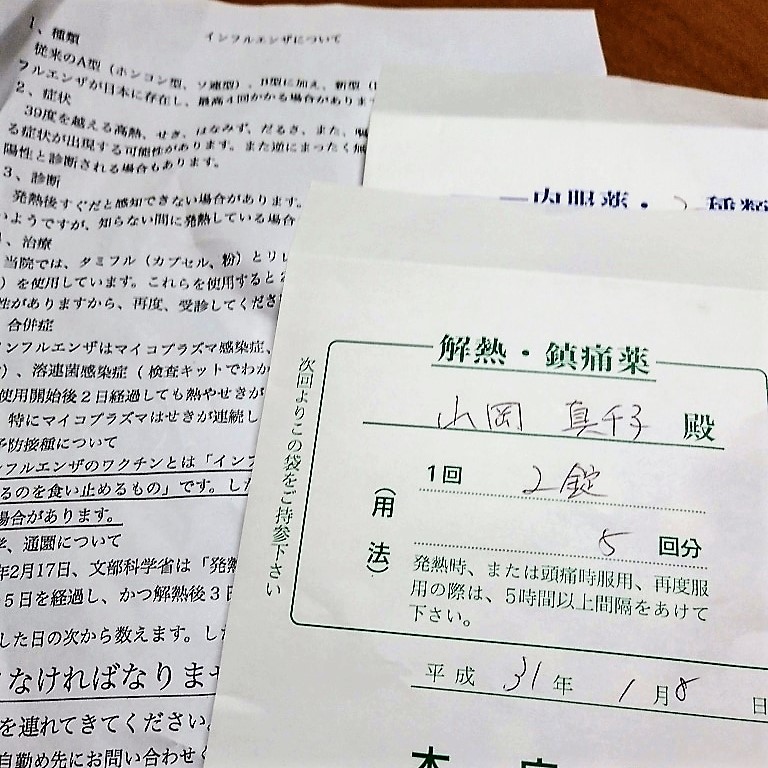 インフルエンザについて
1、種類
従来のA型（ホンコン型、ソ連型）、B型に加え、新型（
フルエンザが日本に存在し、最高4回かかる場合があります
2、症状
39度を越える高熱、せき、はなみず、だるさ、また、
る症状が出現する可能性があります。また逆にまったく
陽性と診断される場合もあります。
3、診断
発熱後すぐだと感知できない場合があります。
いようですが、知らない間に発熱している場合
、治療
当院では、タミフル（カプセル、粉）とリレ
）を使用しています。これらを使用すると2
性がありますから、再度、受診してくださ
合併症
インフルエンザはマイコプラズマ感染症、
）、溶連菌感染症（検査キットでわか
使用開始後2日経過しても熱やせきが
特にマイコプラズマはせきが連続し
予防接種について
ンフルエンザのワクチンとは「インフ
るのを食い止めるもの」です。した
場合があります。
、通園について
年2月17日、文部科学省は「発熱
5日を経過し、かつ解熱後3日
した日の次から数えます。した
なければなりませ
を連れてきてください。
自勤め先にお問い合わせく
内服薬・ 種類
解熱・鎮痛薬
山岡 真千子 殿
（用法）
1回 2錠
5 回分
発熱時、または頭痛時服用、再度服
用の際は、5時間以上間隔をあけて
下さい。
次回よりこの袋をご持参下さい
平成 31年 1月8日